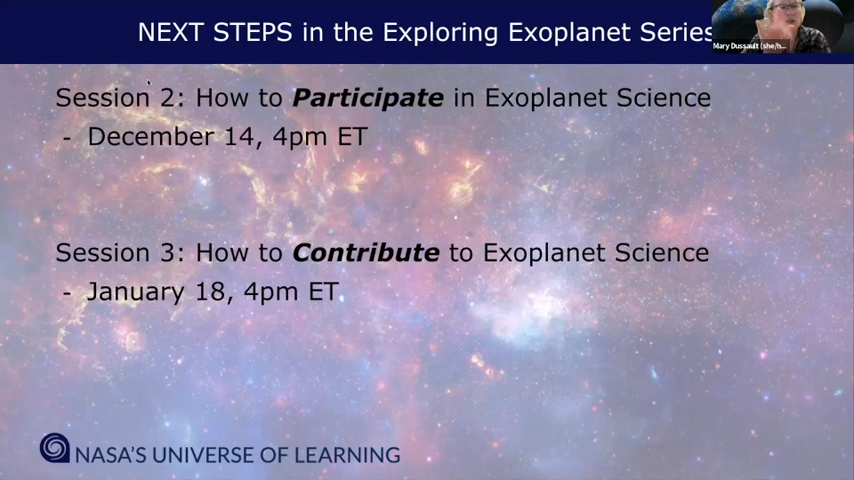 NEXT STEPS in the Exploring Exoplanet Series
Mary Dussault (she/h...
Session 2: How to Participate in Exoplanet Science
- December 14, 4pm ET
Session 3: How to Contribute to Exoplanet Science
- January 18, 4pm ET
NASA'S UNIVERSE OF LEARNING